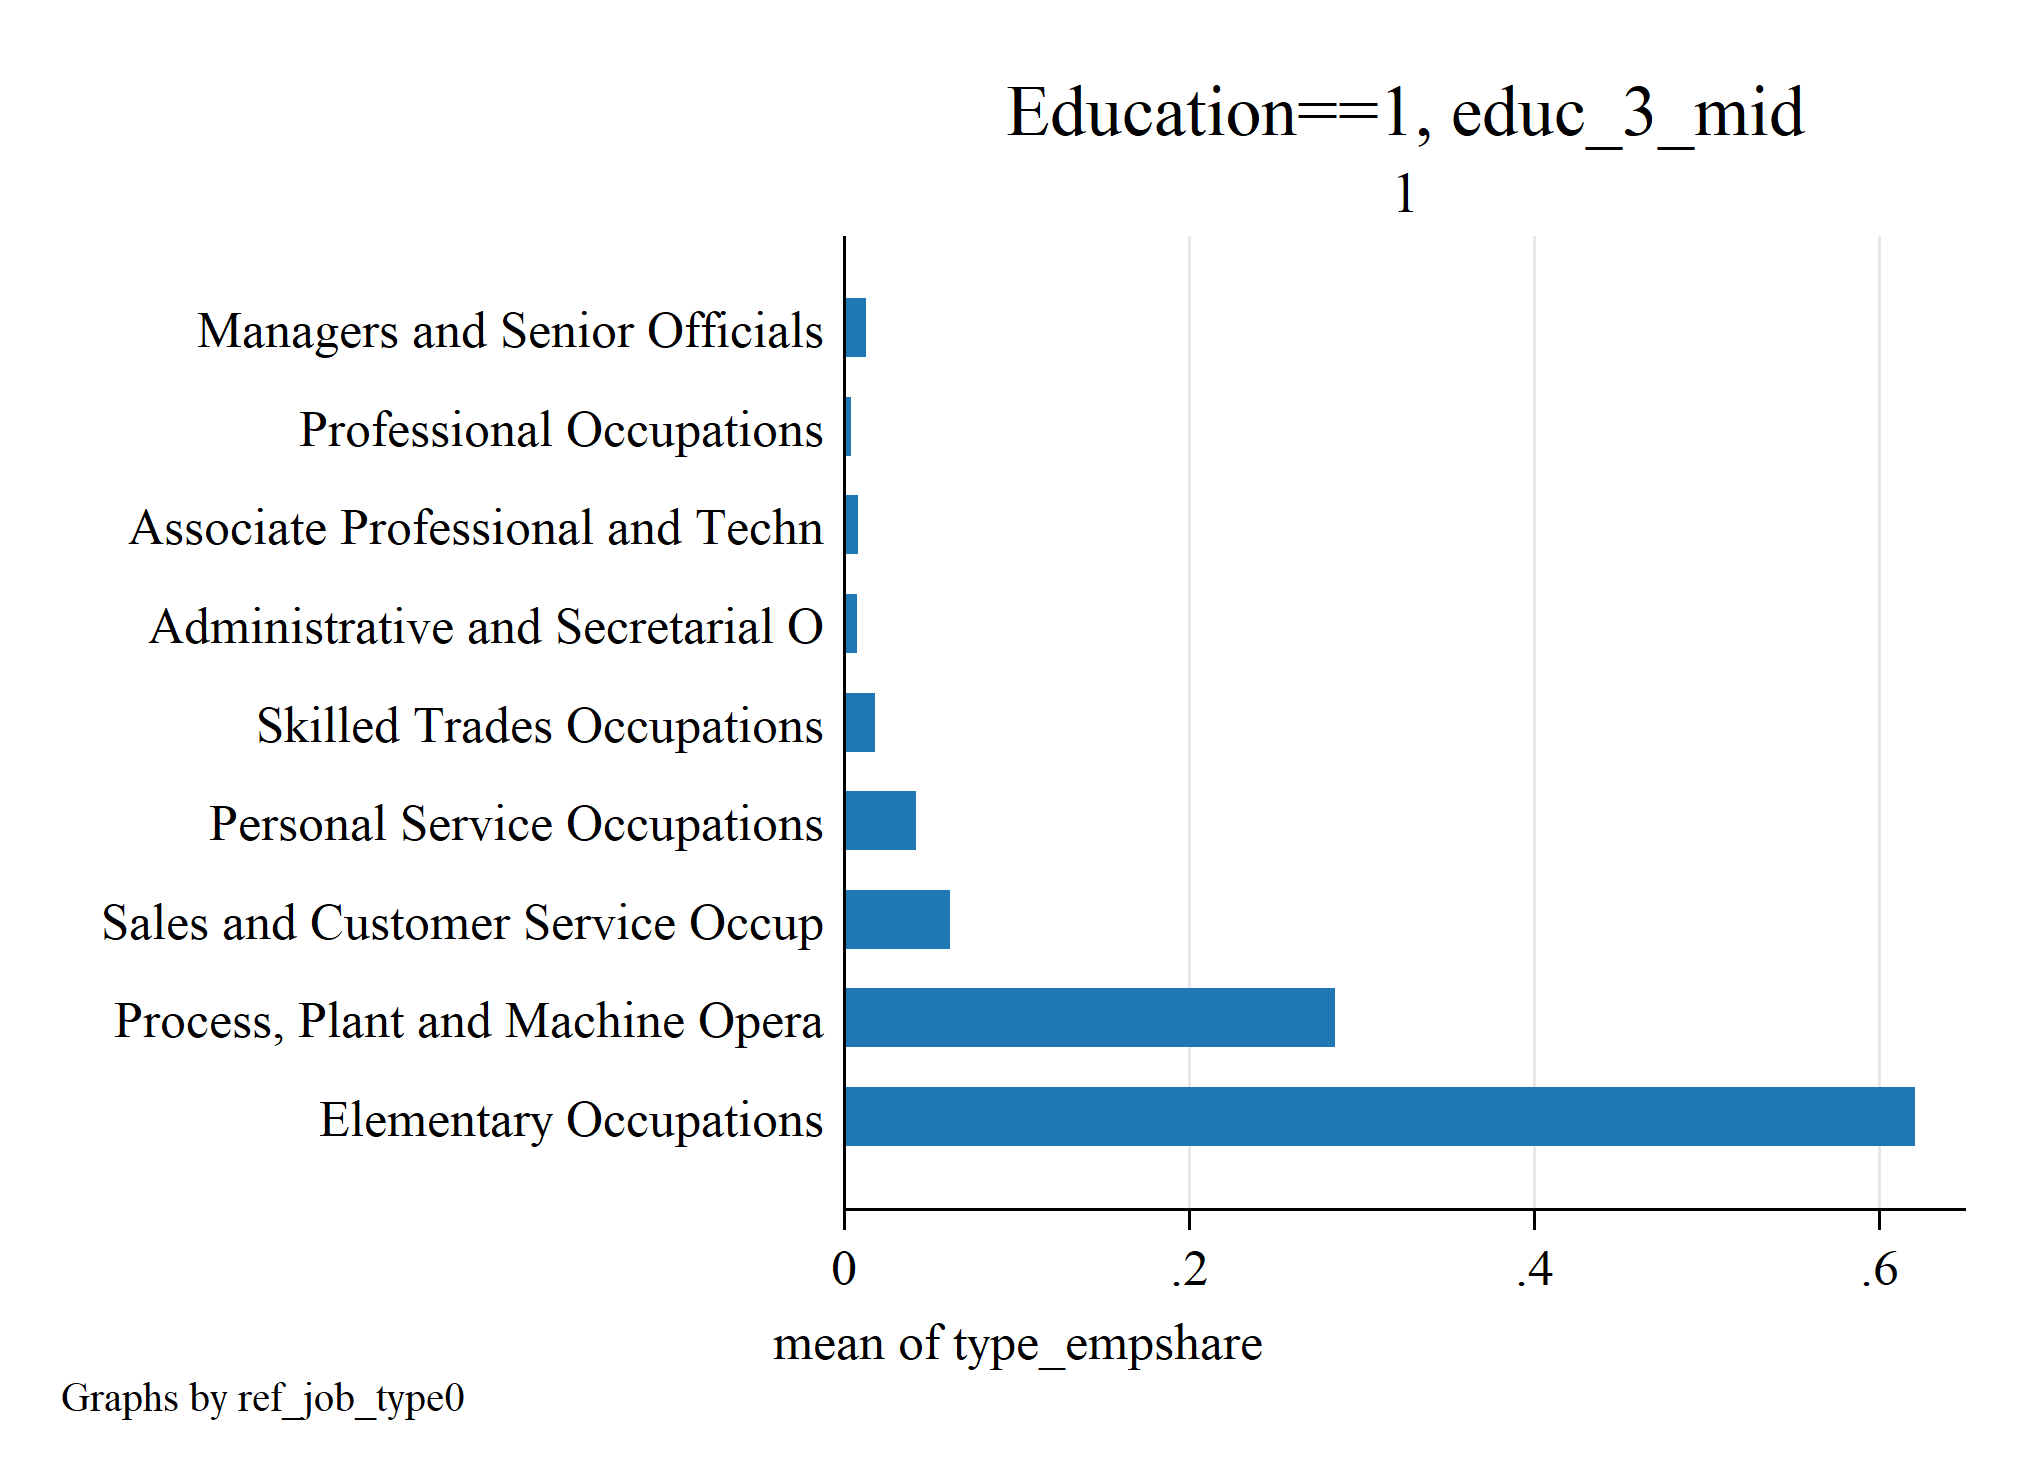 Education==1, educ_3_mid
1
Managers and Senior Officials
Professional Occupations
Associate Professional and Techn
Administrative and Secretarial O
Skilled Trades Occupations
Personal Service Occupations
Sales and Customer Service Occup
Process, Plant and Machine Opera
Elementary Occupations
0 .2 .4 .6
mean of type_empshare
Graphs by ref_job_type0